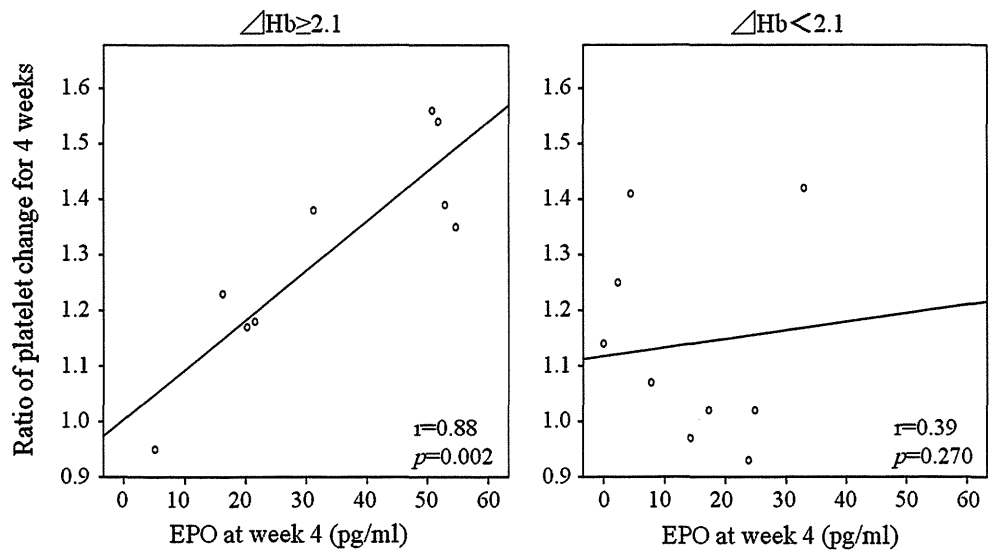 ⊿Hb≥2.1
⊿Hb<2.1
Ratio of platelet change for 4 weeks
1.6
1.5
1.4
1.3
1.2
1.1
1.0
0.9
r=0.88
p=0.002
0 10 20 30 40 50 60
EPO at week 4 (pg/ml)
1.6
1.5
1.4
1.3
1.2
1.1
1.0
0.9
r=0.39
p=0.270
0 10 20 30 40 50 60
EPO at week 4 (pg/ml)